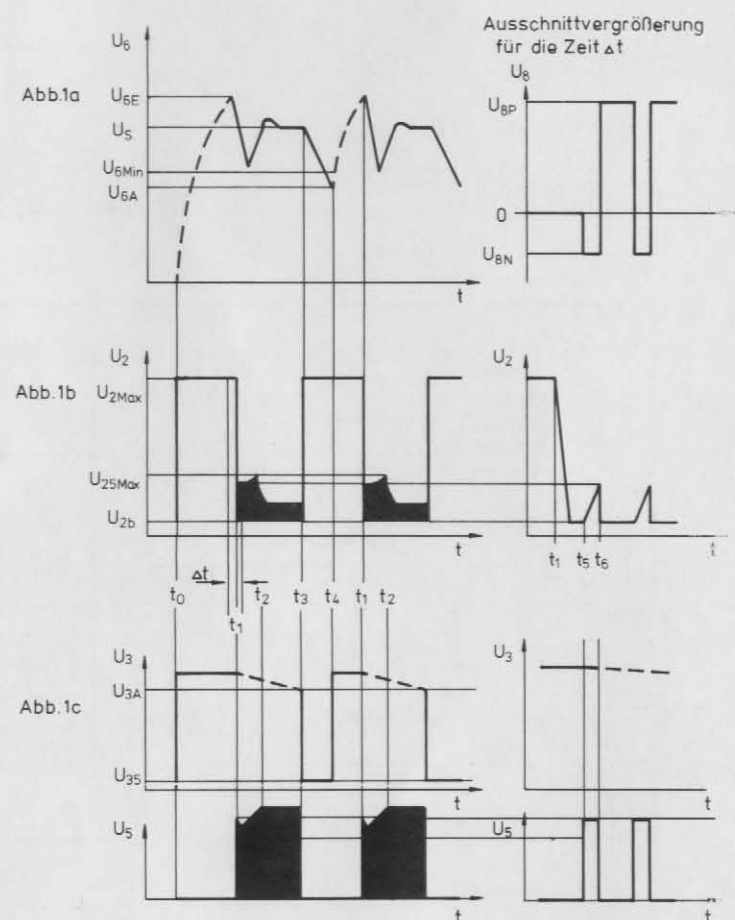 Ausschnittvergrößerung
für die Zeit Δt
Abb.1a
U6
U6E
US
U6Min
U6A
t
U8
U8P
0
U8N
t
Abb.1b
U2
U2Max
U25Max
U2b
t
Δt
t0
t1
t2
t3
t4
t1
t2
U2
t1
t5
t6
t
Abb.1c
U3
U3A
U35
t
U3
t
U5
t
U5
t